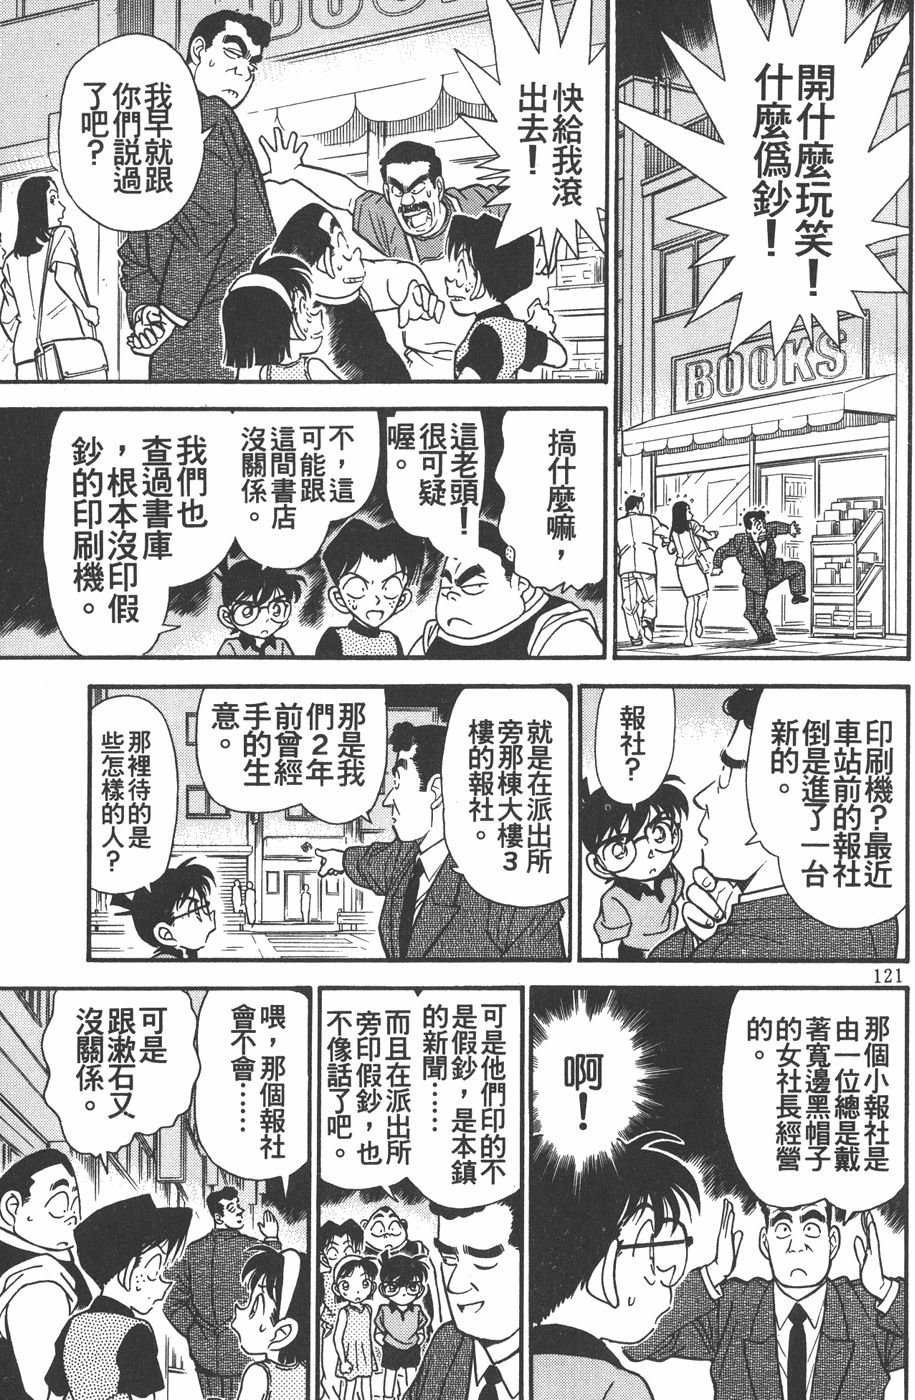 開什麼玩笑！
什麼偽鈔！
BOOKS
快給我滾
出去！
BOOKS
我早就跟
你們說過
了吧？
搞什麼嘛，
這老頭！
很可疑
喔。
不，這
可能跟
這間書店
沒關係。
我們也
查過書庫
，根本沒印假
鈔的印刷機。
印刷機？最近
車站前的報社
倒是進了一台
新的。
報社？
就是在派出所
旁那棟大樓3
樓的報社。
那是我
們2年
前曾經
手的生
意。
那裡待的是
些怎樣的人？
121
那個小報社是
由一位總是戴
著寬邊黑帽子
的女社長經營
的。
啊！
可是他們印的不
是假鈔，是本鎮
的新聞……
而且在派出所
旁印假鈔，也
不像話了吧。
喂，那個報社
會不會……
可是
跟漱石又
沒關係。